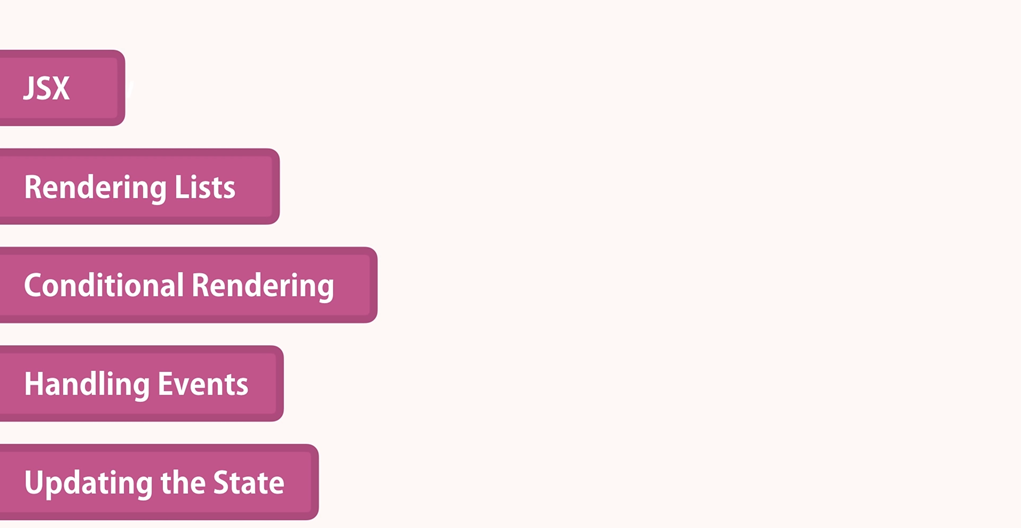 JSX
Rendering Lists
Conditional Rendering
Handling Events
Updating the State